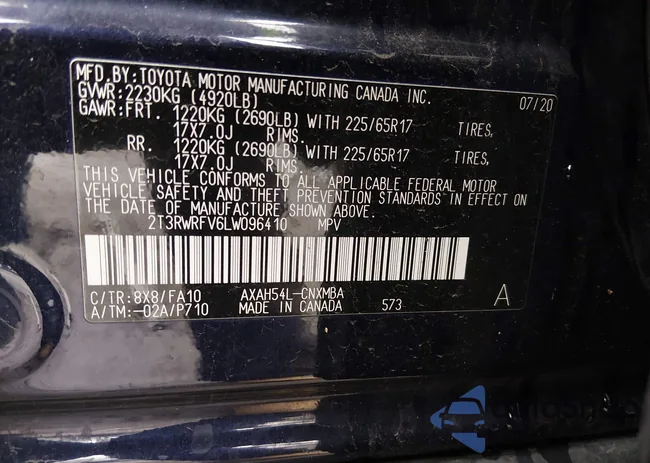 MFD.BY:TOYOTA MOTOR MANUFACTURING CANADA INC. 07/20
GVWR:2230KG (4920LB)
GAWR:FRT. 1220KG (2690LB) WITH 225/65R17 TIRES,
17X7.0J RIMS.
RR. 1220KG (2690LB) WITH 225/65R17 TIRES,
17X7.0J RIMS.
THIS VEHICLE CONFORMS TO ALL APPLICABLE FEDERAL MOTOR
VEHICLE SAFETY AND THEFT PREVENTION STANDARDS IN EFFECT ON
THE DATE OF MANUFACTURE SHOWN ABOVE.
2T3RWRFV6LW096410 MPV
C/TR:8X8/FA10 AXAH54L-CNXMBA A
A/TM:-02A/P710 MADE IN CANADA 573